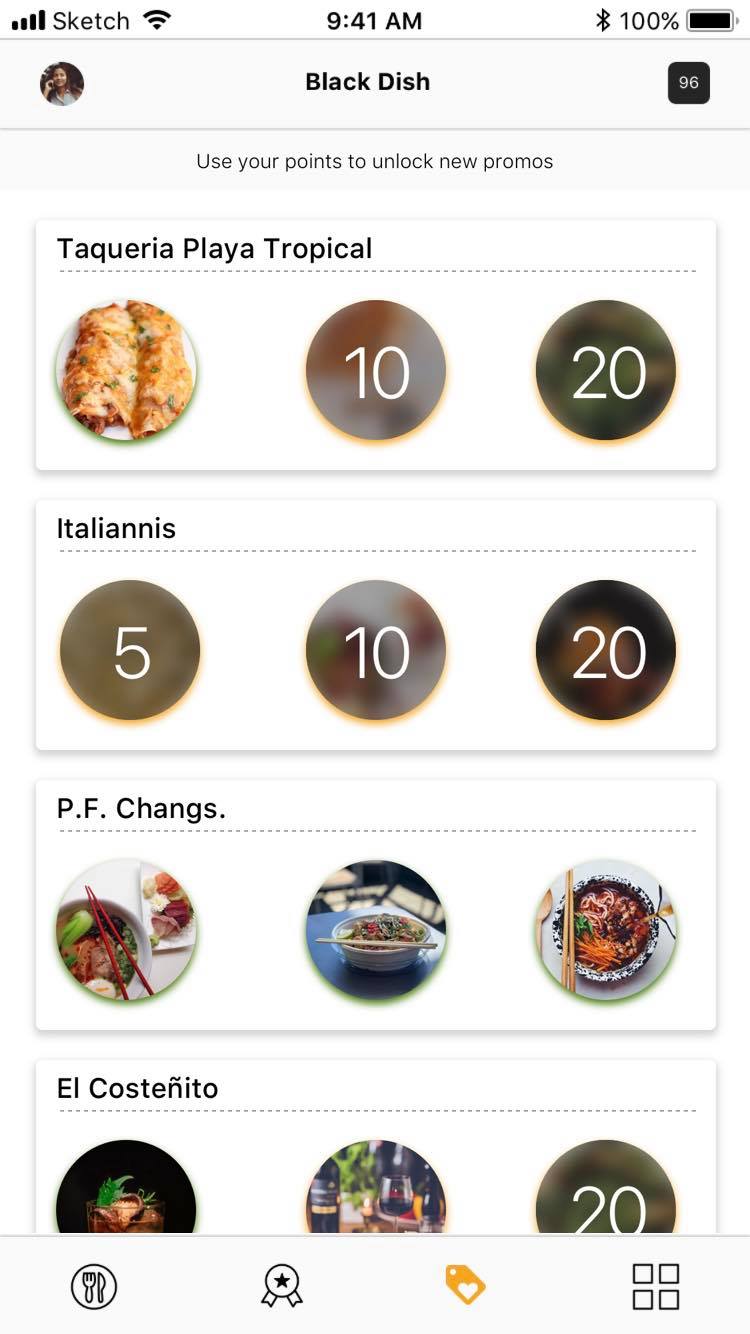 Sketch 9:41 AM 100%
Black Dish 96
Use your points to unlock new promos
Taqueria Playa Tropical
10 20
Italiannis
5 10 20
P.F. Changs.
El Costeñito
20